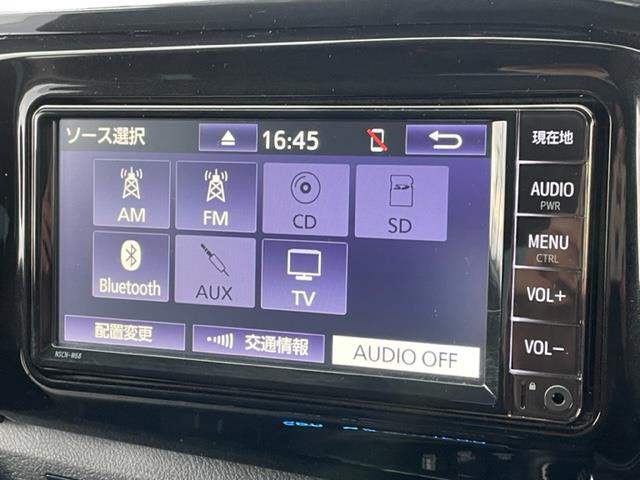 ソース選択 16:45 現在地
AM FM CD SD
AUDIO
PWR
Bluetooth AUX TV
MENU
CTRL
VOL+
配置変更 交通情報 AUDIO OFF
VOL-
NSCN-W68